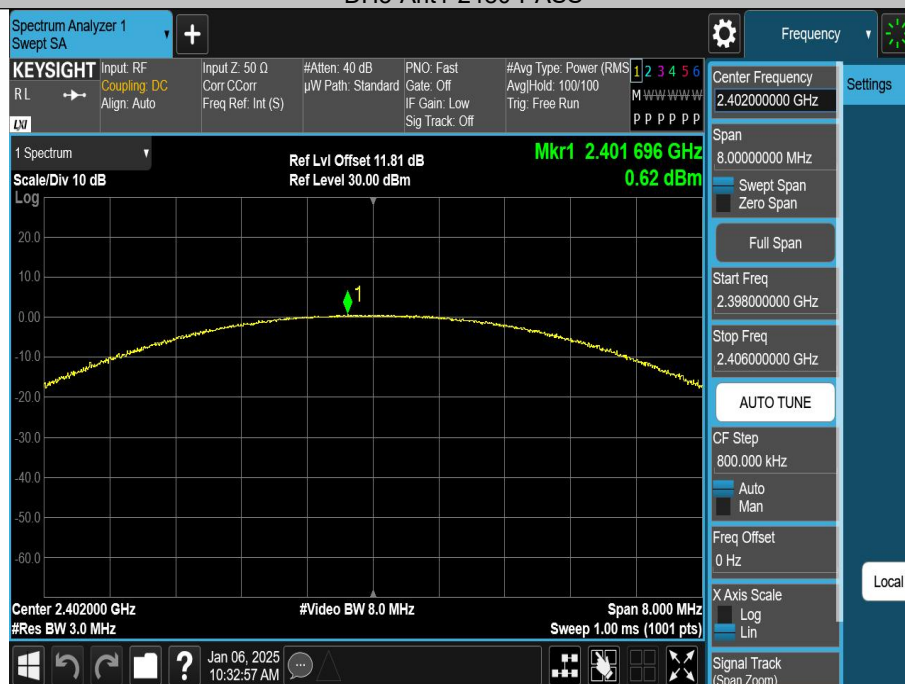 Spectrum Analyzer 1
Swept SA
+
Frequency
KEYSIGHT
RL
LXI
Input: RF
Coupling: DC
Align: Auto
Input Z: 50 Ω
Corr CCorr
Freq Ref: Int (S)
#Atten: 40 dB
µW Path: Standard
PNO: Fast
Gate: Off
IF Gain: Low
Sig Track: Off
#Avg Type: Power (RMS
Avg|Hold: 100/100
Trig: Free Run
1 2 3 4 5 6
M W W W W W
P P P P P P
1 Spectrum
Scale/Div 10 dB
Log
Ref Lvl Offset 11.81 dB
Ref Level 30.00 dBm
Mkr1 2.401 696 GHz
0.62 dBm
20.0
10.0
0.00
-10.0
-20.0
-30.0
-40.0
-50.0
-60.0
1
Center 2.402000 GHz
#Res BW 3.0 MHz
#Video BW 8.0 MHz
Span 8.000 MHz
Sweep 1.00 ms (1001 pts)
?
Jan 06, 2025
10:32:57 AM
Center Frequency
2.402000000 GHz
Span
8.00000000 MHz
Swept Span
Zero Span
Full Span
Start Freq
2.398000000 GHz
Stop Freq
2.406000000 GHz
AUTO TUNE
CF Step
800.000 kHz
Auto
Man
Freq Offset
0 Hz
X Axis Scale
Log
Lin
Signal Track
(Span Zoom)
Settings
Local